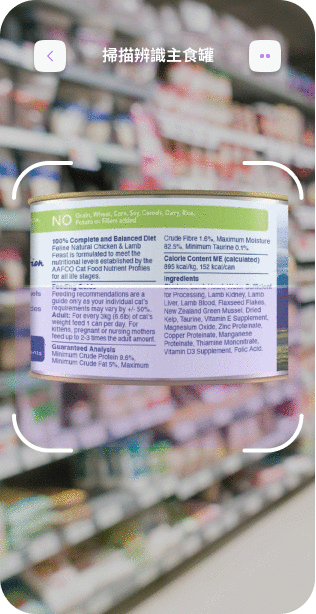 掃描辨識主食罐
NO Grain, Wheat, Corn, Soy, Cereals, Dairy, Rice,
Potato or Fillers added
100% Complete and Balanced Diet
Feline Natural Chicken & Lamb
Feast is formulated to meet the
nutritional levels established by the
AAFCO Cat Food Nutrient Profiles
for all life stages.
Feeding Guide
Feeding recommendations are a
guide only as your individual cat's
requirements may vary by +/- 50%.
Adult: For every 3kg (6.6lb) of cat's
weight feed 1 can per day. For
Kittens, pregnant or nursing mothers
feed up to 2-3 times the adult amount.
Guaranteed Analysis
Minimum Crude Protein 9.6%,
Minimum Crude Fat 5%, Maximum
Crude Fibre 1.6%, Maximum Moisture
82.5%, Minimum Taurine 0.1%.
Calorie Content ME (calculated)
895 kcal/kg, 152 kcal/can
Ingredients
for Processing, Lamb Kidney, Lamb
Liver, Lamb Blood, Flaxseed Flakes,
New Zealand Green Mussel, Dried
Kelp, Taurine, Vitamin E Supplement,
Magnesium Oxide, Zinc Proteinate,
Copper Proteinate, Manganese
Proteinate, Thiamine Mononitrate,
Vitamin D3 Supplement, Folic Acid.